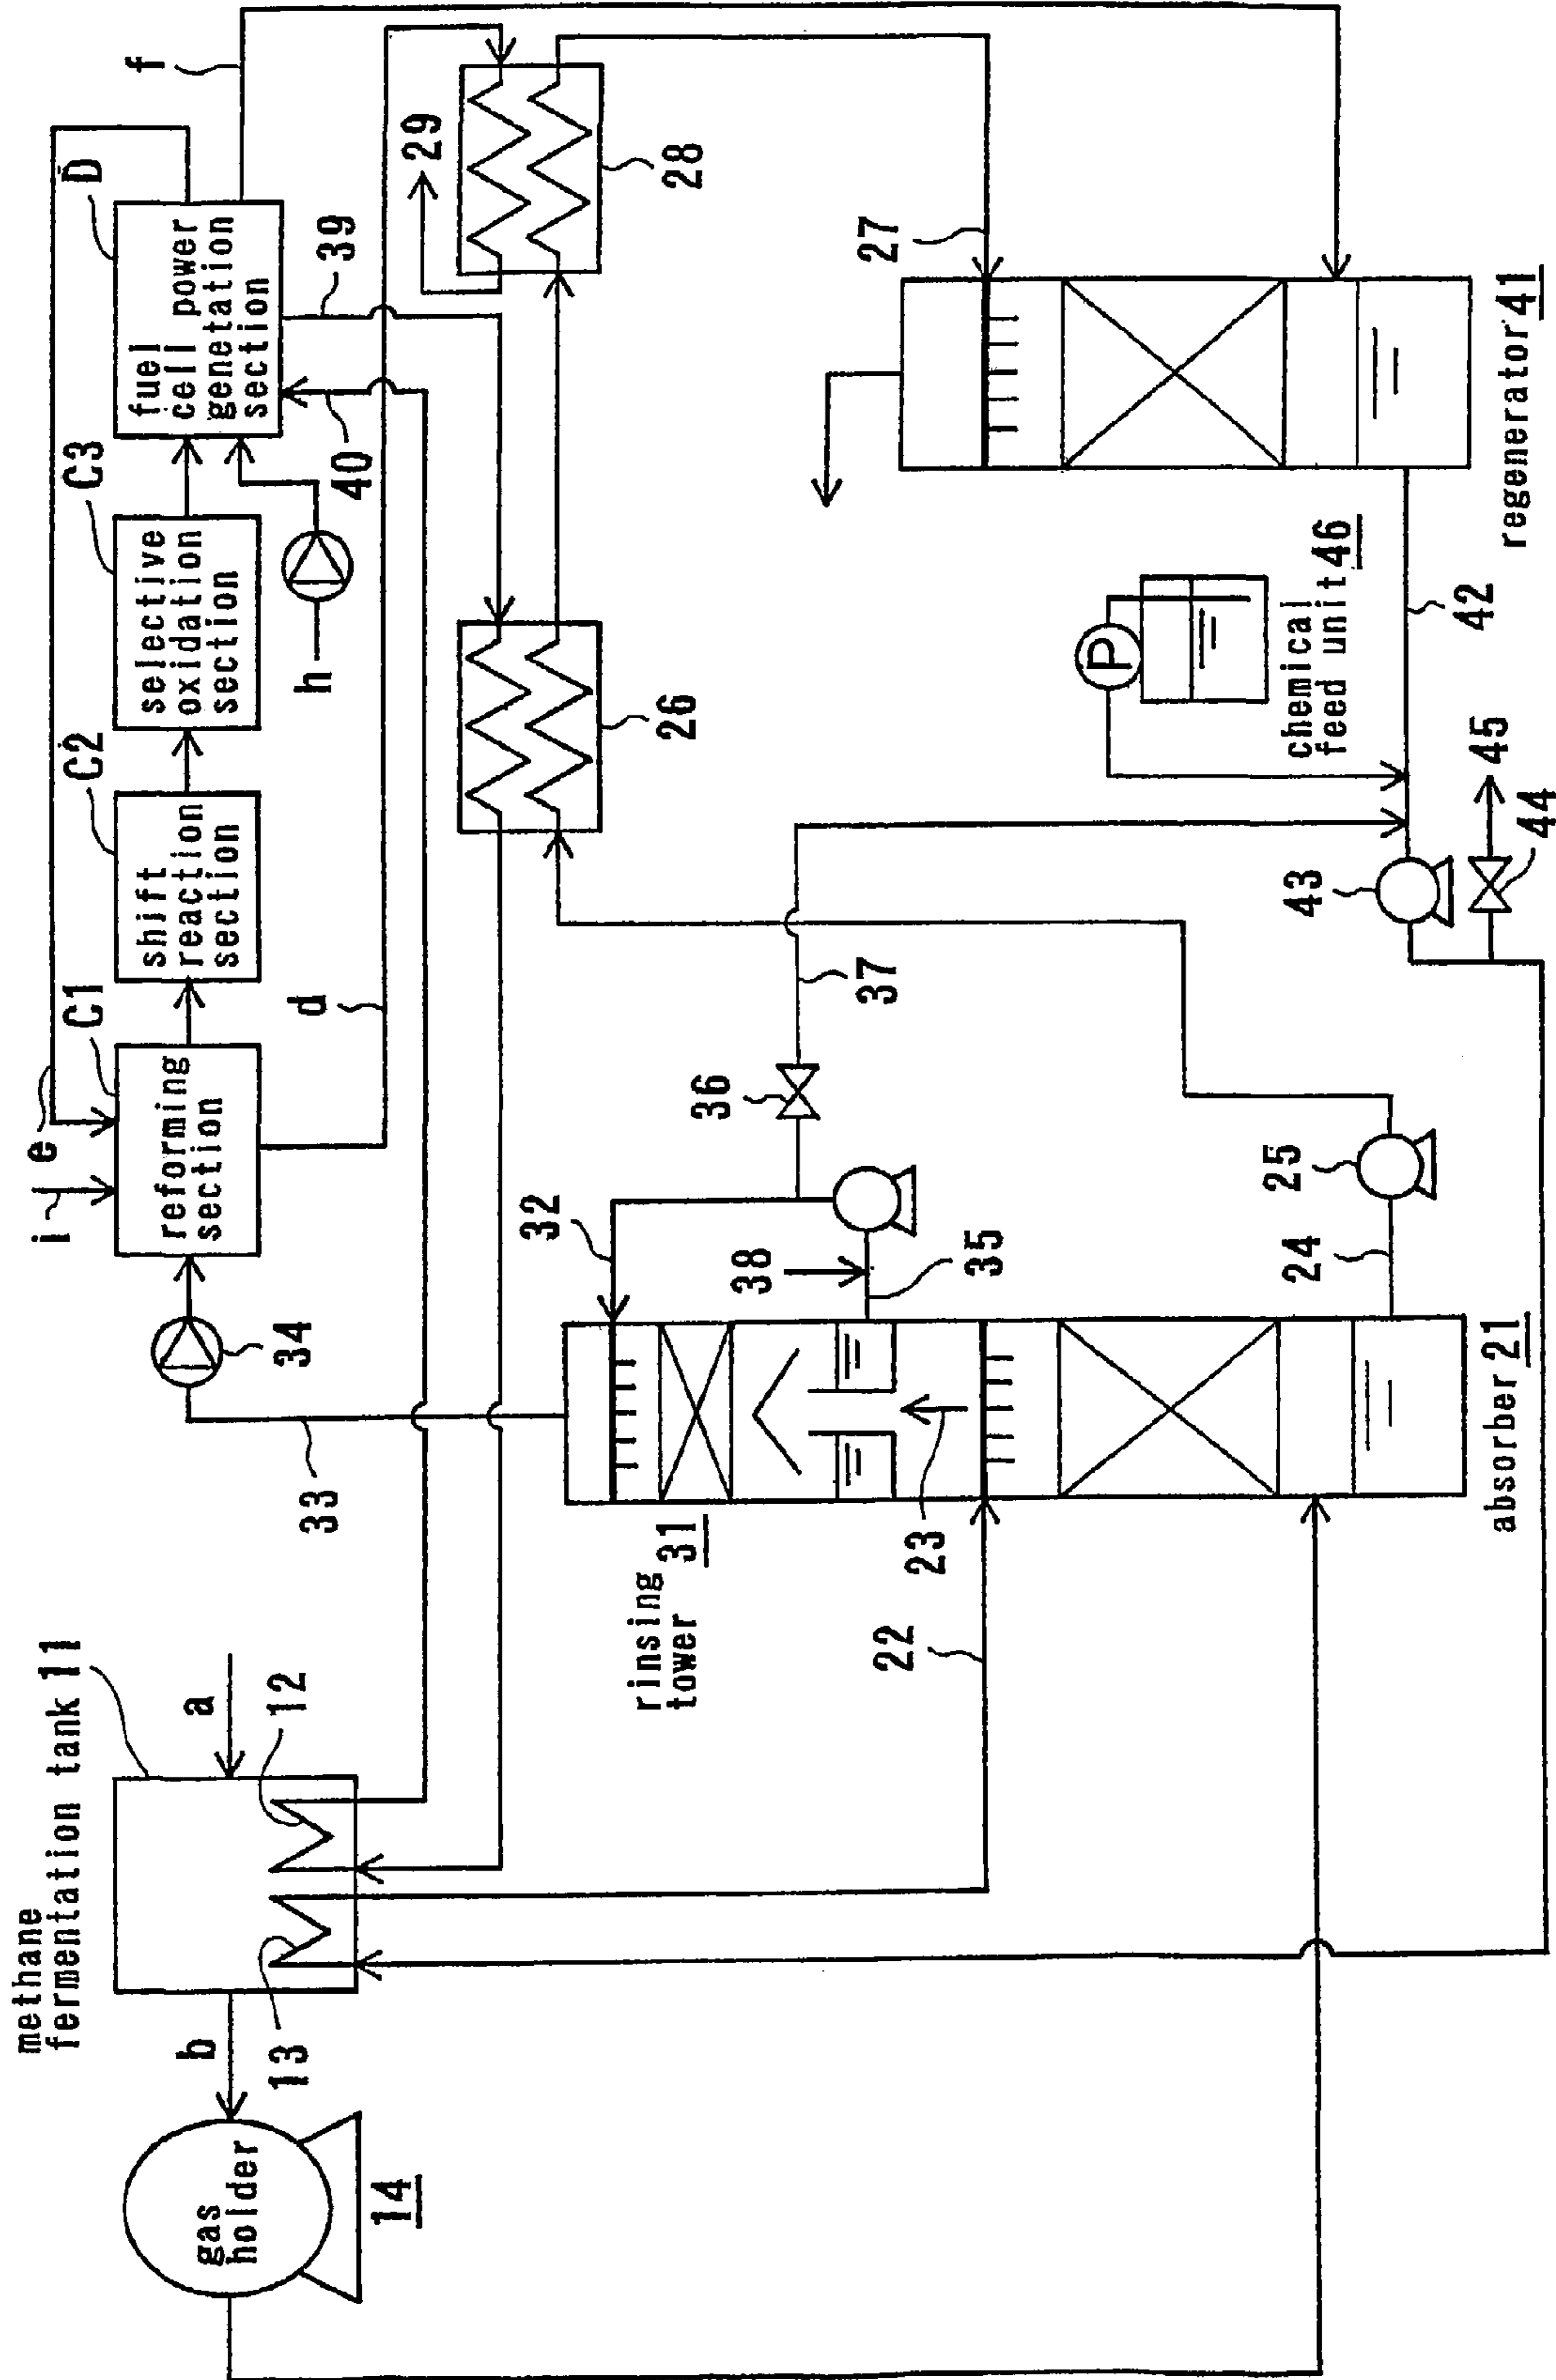 methane
fermentation tank 11
gas
holder
14
b
a
13
12
i
e
C1
reforming
section
C2
shift
reaction
section
C3
selective
oxidation
section
D
fuel
cell power
genetation
section
f
34
33
d
h
40
39
29
26
28
rinsing
tower
31
32
36
38
37
35
22
23
27
P
chemical
feed unit 46
24
25
43
42
45
44
absorber 21
regenerator 41